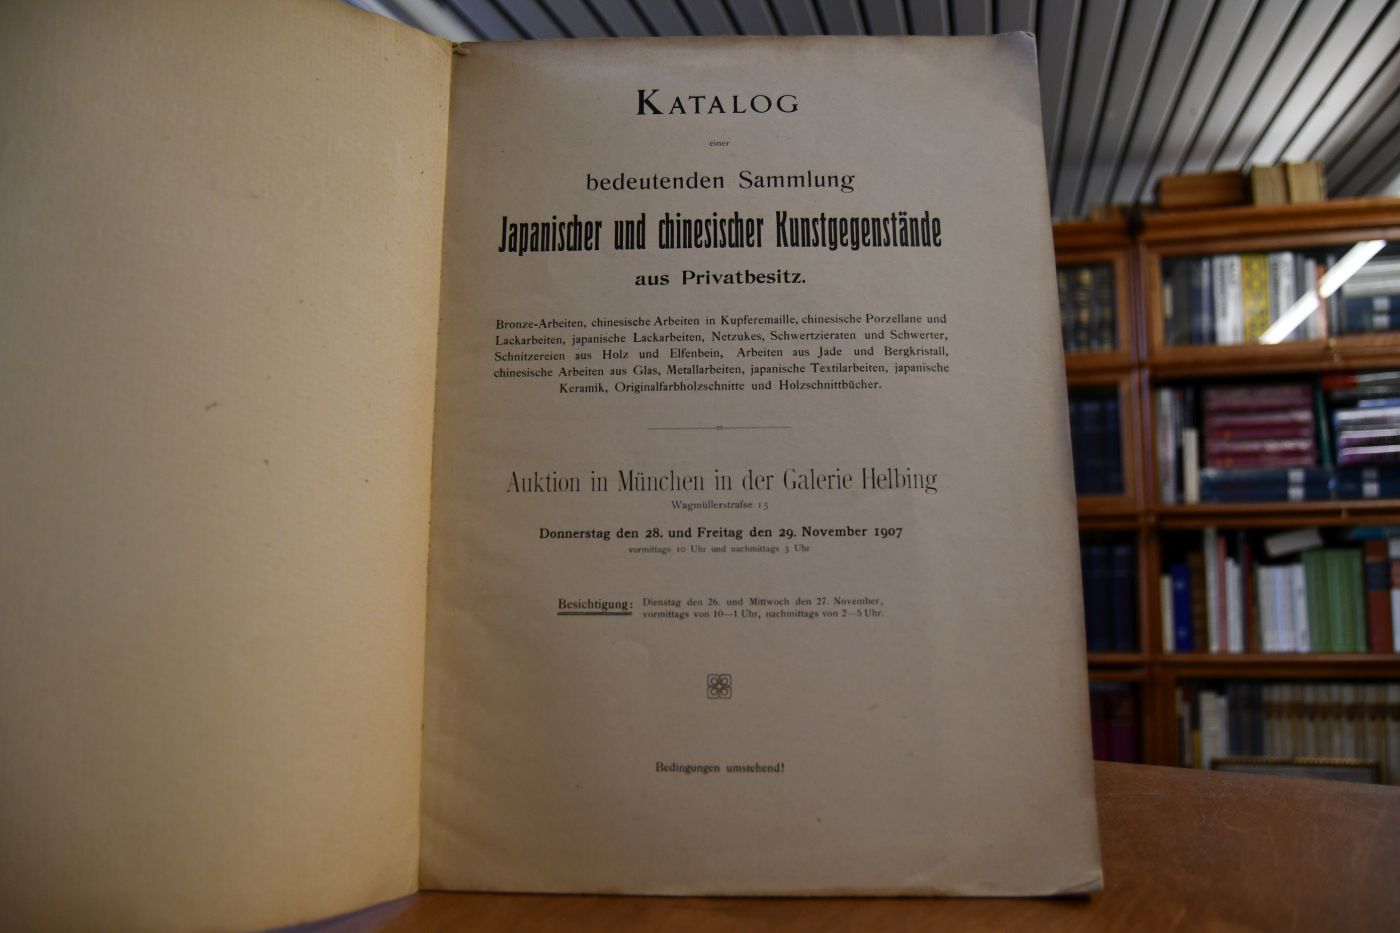 KATALOG
einer
bedeutenden Sammlung
Japanischer und chinesischer Kunstgegenstände
aus Privatbesitz.
Bronze-Arbeiten, chinesische Arbeiten in Kupferemaille, chinesische Porzellane und
Lackarbeiten, japanische Lackarbeiten, Netzukes, Schwertzieraten und Schwerter,
Schnitzereien aus Holz und Elfenbein, Arbeiten aus Jade und Bergkristall,
chinesische Arbeiten aus Glas, Metallarbeiten, japanische Textilarbeiten, japanische
Keramik, Originalfarbholzschnitte und Holzschnittbücher.
Auktion in München in der Galerie Helbing
Wagmüllerstraſse 15
Donnerstag den 28. und Freitag den 29. November 1907
vormittags 10 Uhr und nachmittags 3 Uhr
Besichtigung: Dienstag den 26. und Mittwoch den 27. November,
vormittags von 10—1 Uhr, nachmittags von 2—5 Uhr.
Bedingungen umstehend!